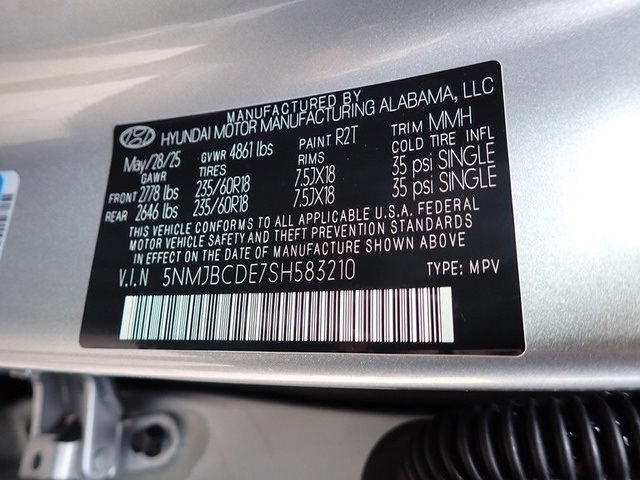 MANUFACTURED BY
HYUNDAI MOTOR MANUFACTURING ALABAMA, LLC
May/28/25 GVWR 4861 lbs PAINT R2T TRIM MMH
GAWR TIRES RIMS COLD TIRE INFL
FRONT 2778 lbs 235/60R18 7.5JX18 35 psi SINGLE
REAR 2646 lbs 235/60R18 7.5JX18 35 psi SINGLE
THIS VEHICLE CONFORMS TO ALL APPLICABLE U.S.A. FEDERAL
MOTOR VEHICLE SAFETY AND THEFT PREVENTION STANDARDS
IN EFFECT ON THE DATE OF MANUFACTURE SHOWN ABOVE.
V.I.N 5NMJBCDE7SH583210 TYPE: MPV